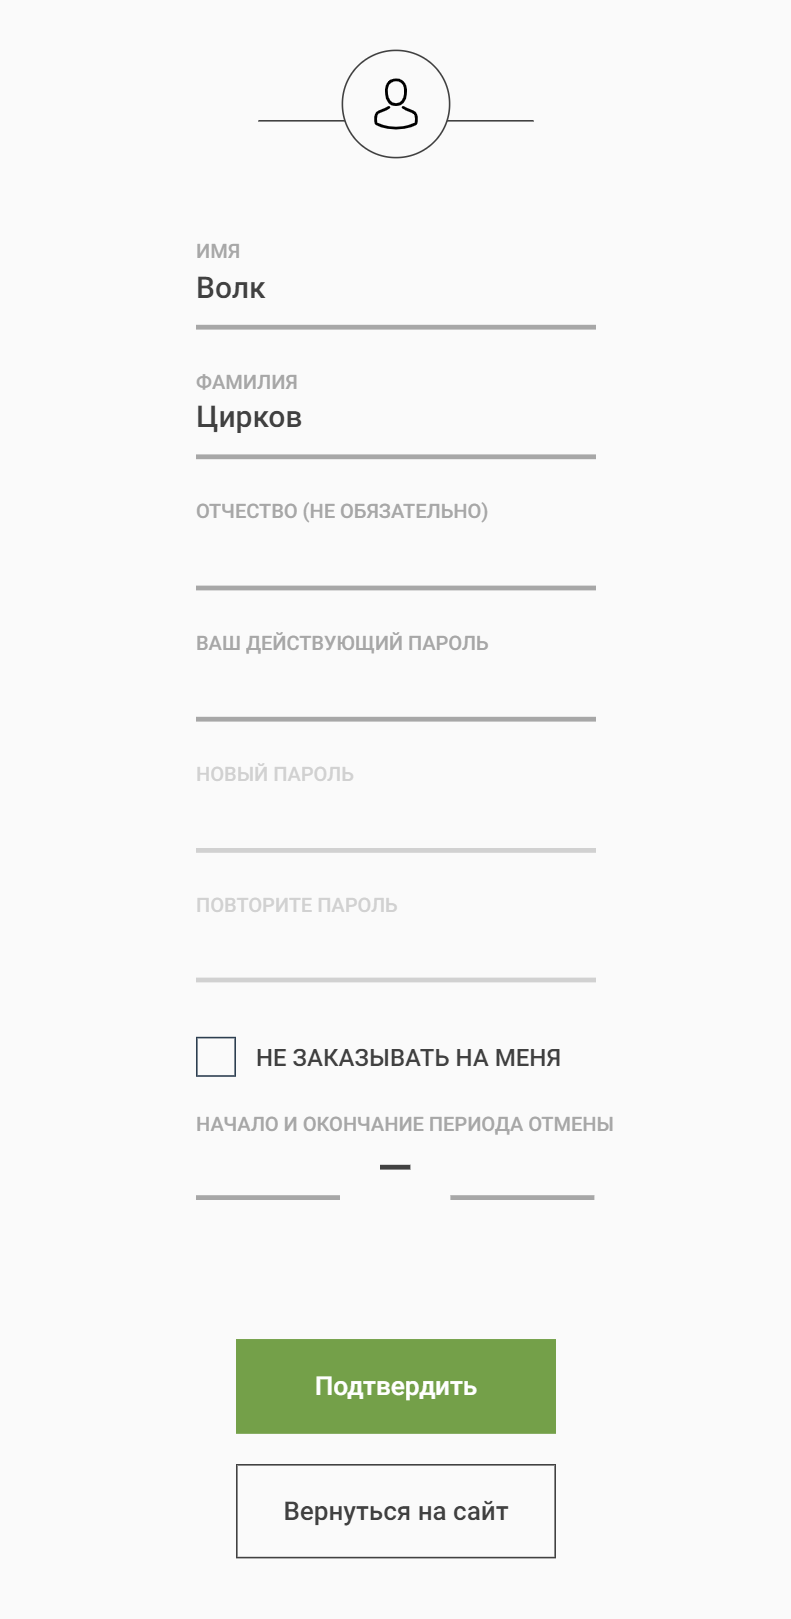 ИМЯ
Волк
ФАМИЛИЯ
Цирков
ОТЧЕСТВО (НЕ ОБЯЗАТЕЛЬНО)
ВАШ ДЕЙСТВУЮЩИЙ ПАРОЛЬ
НОВЫЙ ПАРОЛЬ
ПОВТОРИТЕ ПАРОЛЬ
НЕ ЗАКАЗЫВАТЬ НА МЕНЯ
НАЧАЛО И ОКОНЧАНИЕ ПЕРИОДА ОТМЕНЫ
Подтвердить
Вернуться на сайт